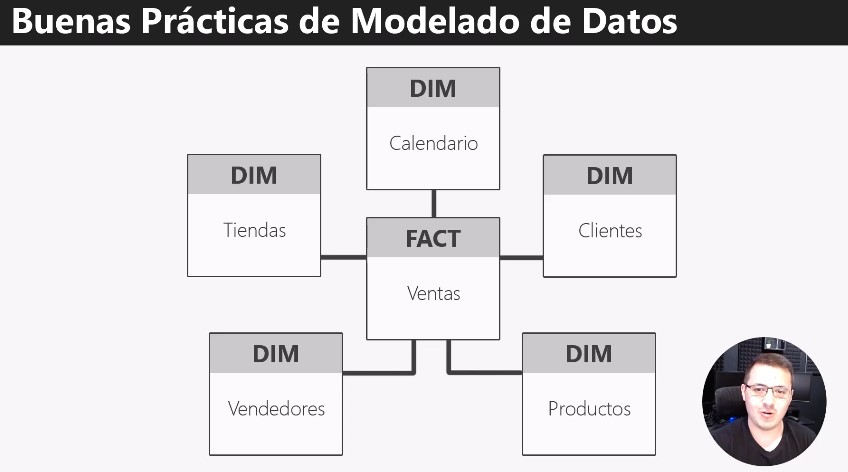 Buenas Prácticas de Modelado de Datos
DIM
Calendario
DIM
Tiendas
DIM
Clientes
FACT
Ventas
DIM
Vendedores
DIM
Productos